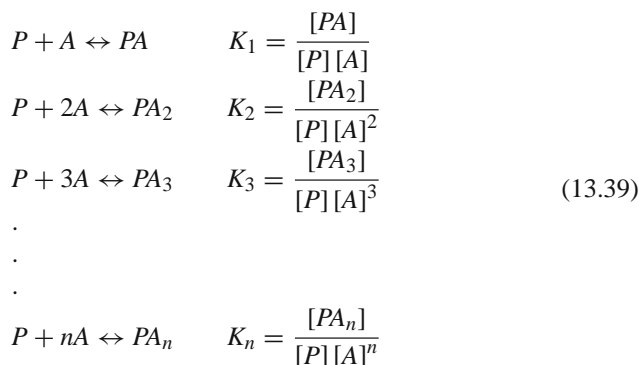 P + A ↔ PA K₁ = [PA] / [P] [A]
P + 2A ↔ PA₂ K₂ = [PA₂] / [P] [A]²
P + 3A ↔ PA₃ K₃ = [PA₃] / [P] [A]³ (13.39)
.
.
.
P + nA ↔ PAₙ Kₙ = [PAₙ] / [P] [A]ⁿ